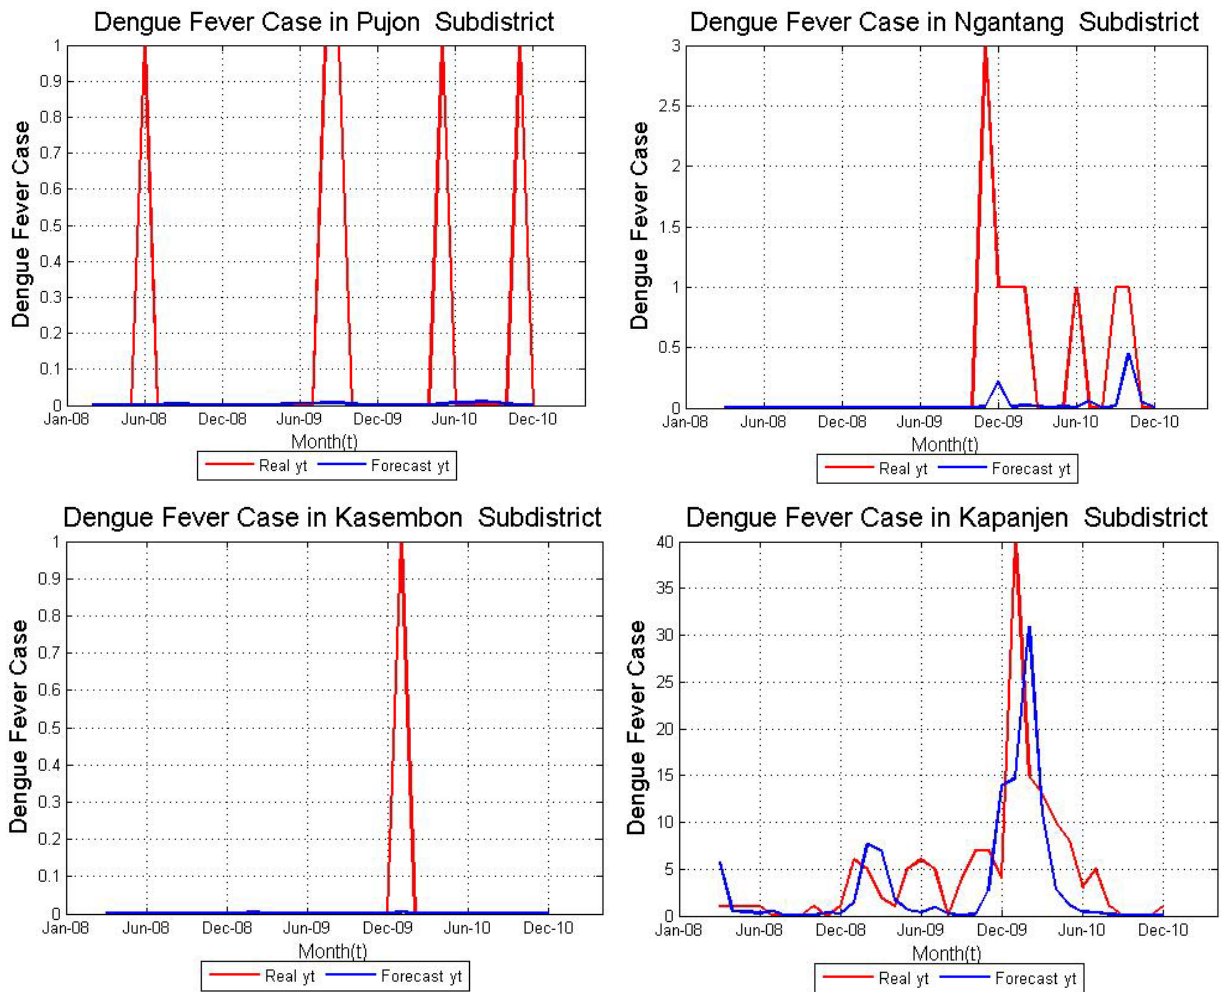 Dengue Fever Case in Pujon Subdistrict
Dengue Fever Case
1
0.9
0.8
0.7
0.6
0.5
0.4
0.3
0.2
0.1
0
Jan-08 Jun-08 Dec-08 Jun-09 Dec-09 Jun-10 Dec-10
Month(t)
Real yt Forecast yt
Dengue Fever Case in Ngantang Subdistrict
Dengue Fever Case
3
2.5
2
1.5
1
0.5
0
Jan-08 Jun-08 Dec-08 Jun-09 Dec-09 Jun-10 Dec-10
Month(t)
Real yt Forecast yt
Dengue Fever Case in Kasembon Subdistrict
Dengue Fever Case
1
0.9
0.8
0.7
0.6
0.5
0.4
0.3
0.2
0.1
0
Jan-08 Jun-08 Dec-08 Jun-09 Dec-09 Jun-10 Dec-10
Month(t)
Real yt Forecast yt
Dengue Fever Case in Kapanjen Subdistrict
Dengue Fever Case
40
35
30
25
20
15
10
5
0
Jan-08 Jun-08 Dec-08 Jun-09 Dec-09 Jun-10 Dec-10
Month(t)
Real yt Forecast yt